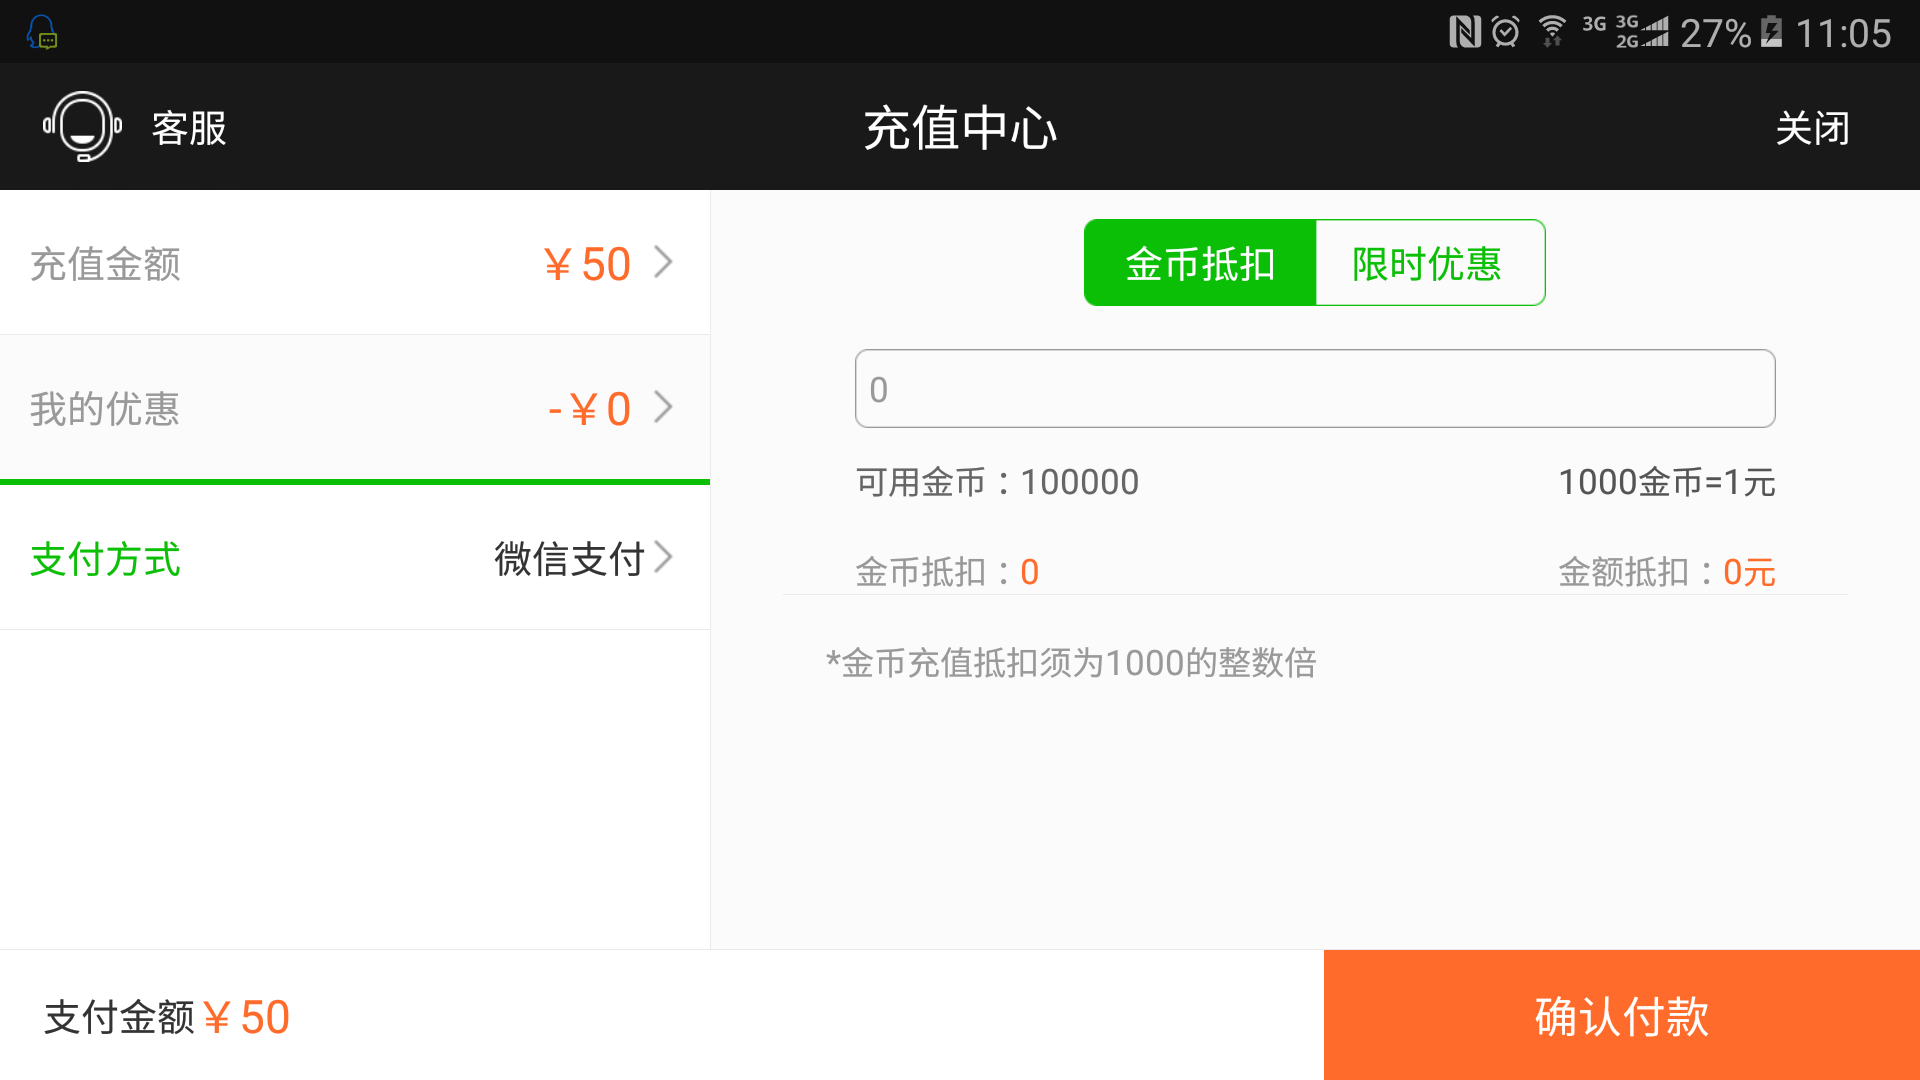 3G 3G 2G 27% 11:05
客服 充值中心 关闭
充值金额 ￥50
我的优惠 -￥0
支付方式 微信支付
金币抵扣 限时优惠
0
可用金币：100000 1000金币=1元
金币抵扣：0 金额抵扣：0元
*金币充值抵扣须为1000的整数倍
支付金额￥50 确认付款